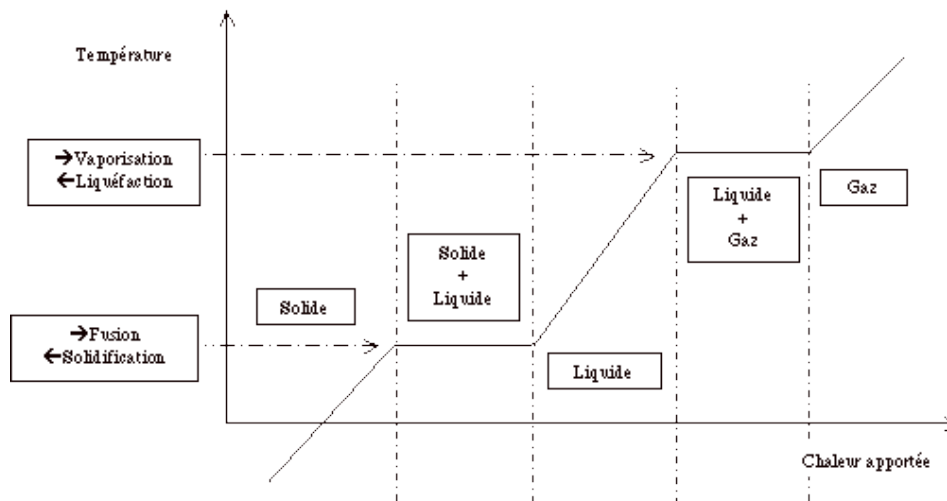 Température
→Vaporisation
←Liquéfaction
Liquide
+
Gaz
Gaz
Solide
+
Liquide
Solide
→Fusion
←Solidification
Liquide
Chaleur apportée